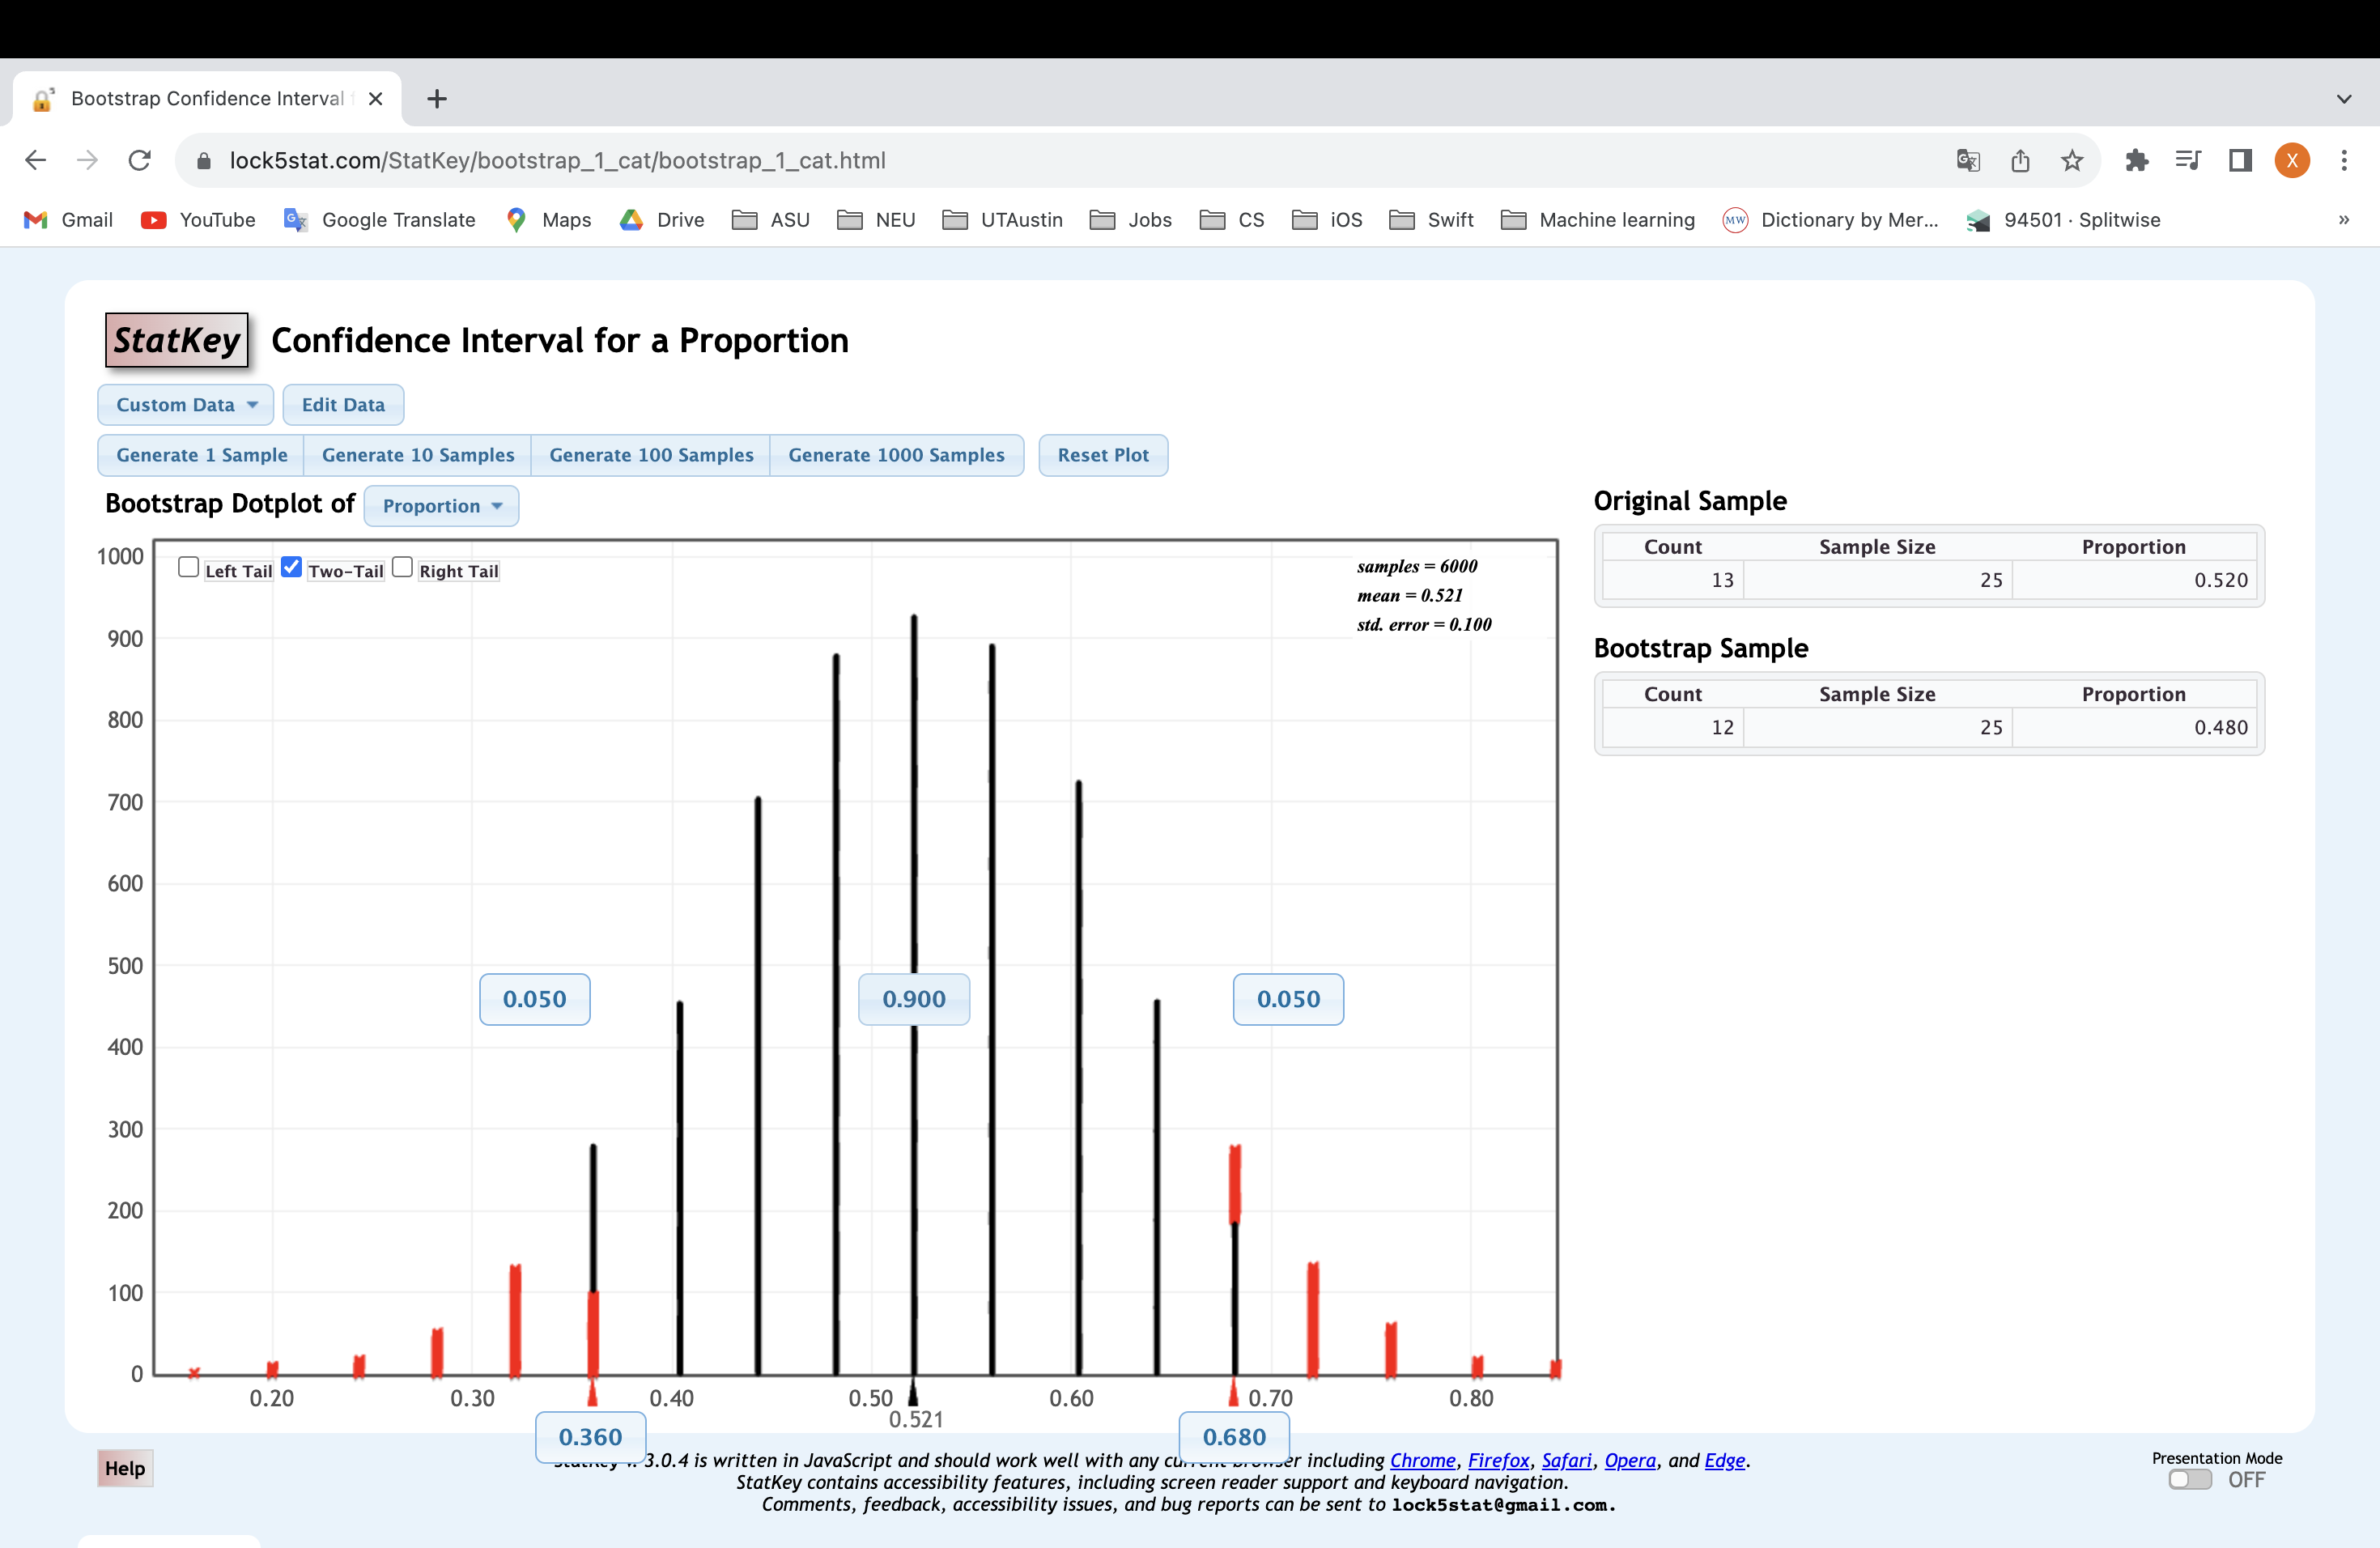 Bootstrap Confidence Interval f
lock5stat.com/StatKey/bootstrap_1_cat/bootstrap_1_cat.html
X
Gmail YouTube Google Translate Maps Drive ASU NEU UTAustin Jobs CS iOS Swift Machine learning MW Dictionary by Mer... 94501 · Splitwise »
StatKey Confidence Interval for a Proportion
Custom Data Edit Data
Generate 1 Sample Generate 10 Samples Generate 100 Samples Generate 1000 Samples Reset Plot
Bootstrap Dotplot of Proportion
Left Tail Two-Tail Right Tail
samples = 6000
mean = 0.521
std. error = 0.100
1000
900
800
700
600
500
400
300
200
100
0
0.050 0.900 0.050
0.20 0.30 0.40 0.50 0.60 0.70 0.80
0.521
0.360 0.680
Original Sample
Count Sample Size Proportion
13 25 0.520
Bootstrap Sample
Count Sample Size Proportion
12 25 0.480
Help
3.0.4 is written in JavaScript and should work well with any browser including Chrome, Firefox, Safari, Opera, and Edge.
StatKey contains accessibility features, including screen reader support and keyboard navigation.
Comments, feedback, accessibility issues, and bug reports can be sent to lock5stat@gmail.com.
Presentation Mode
OFF